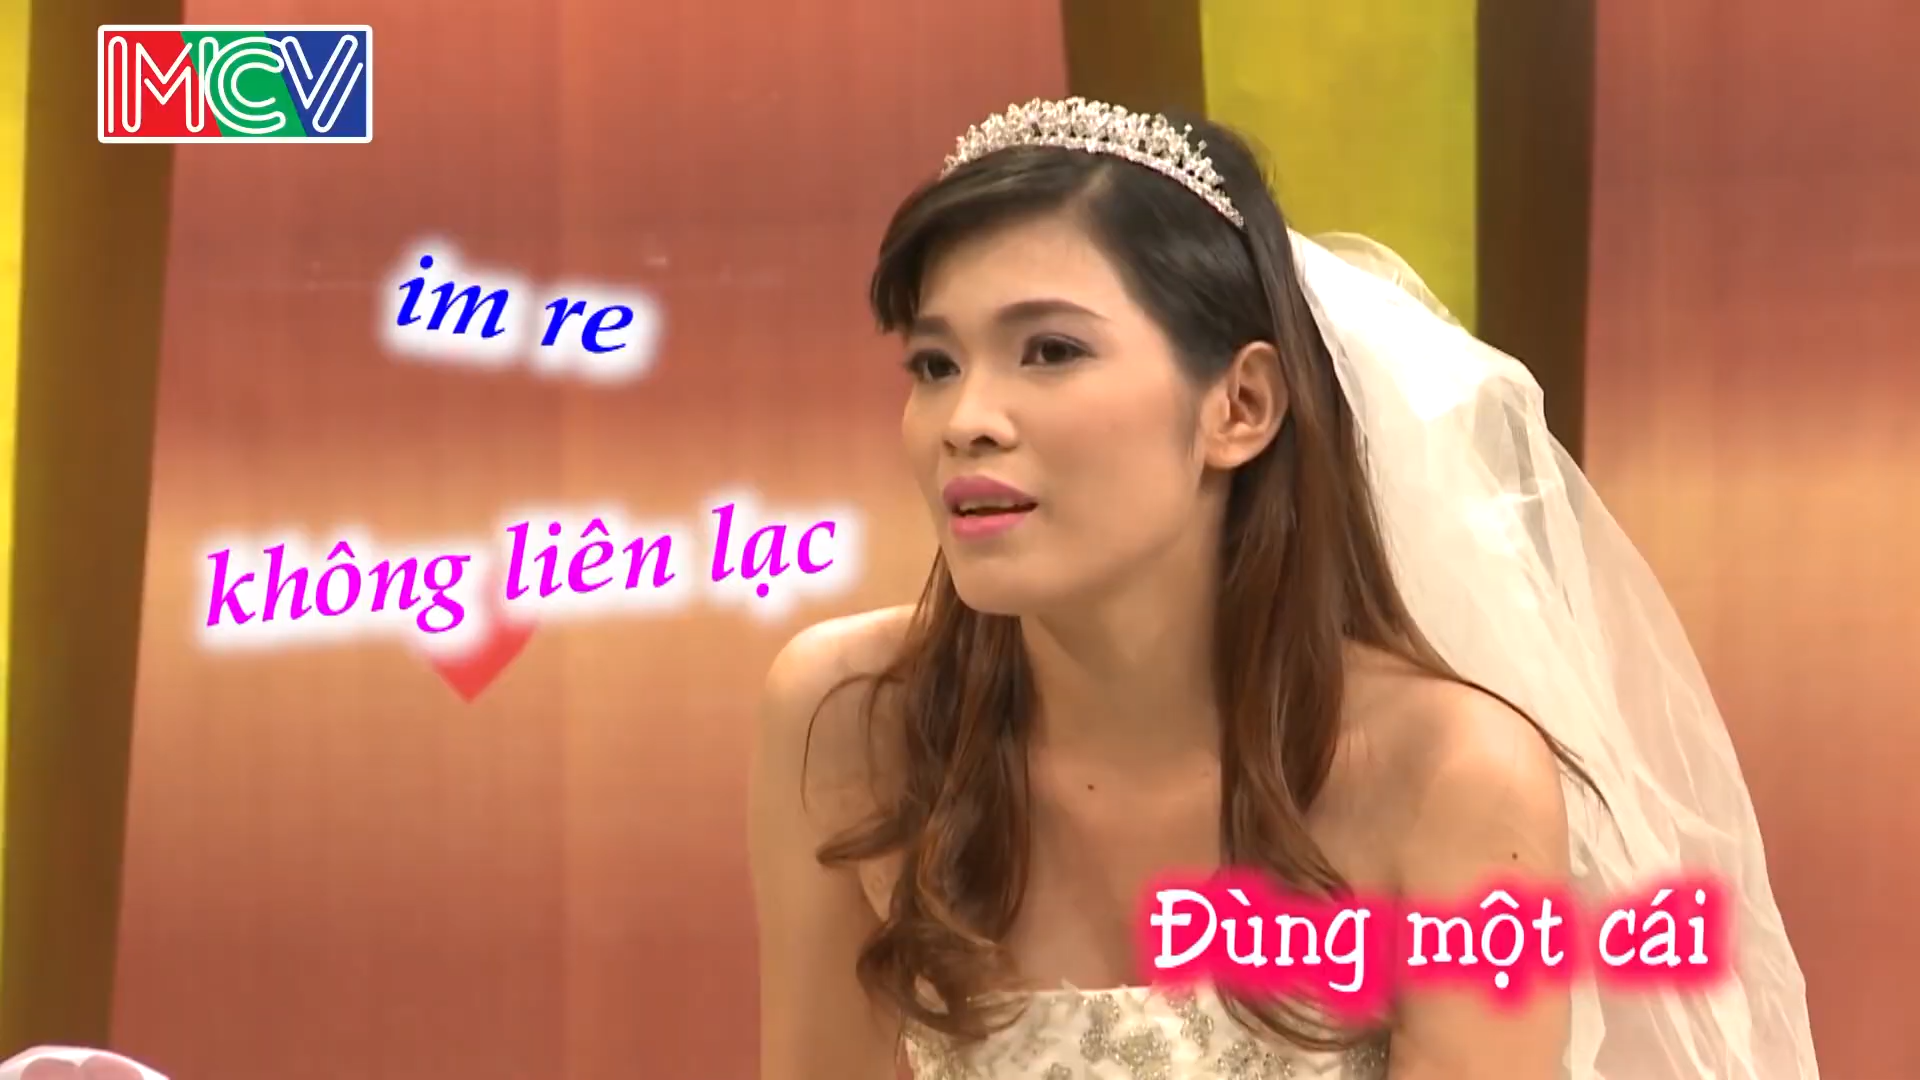 MCV
im re
không liên lạc
Đùng một cái